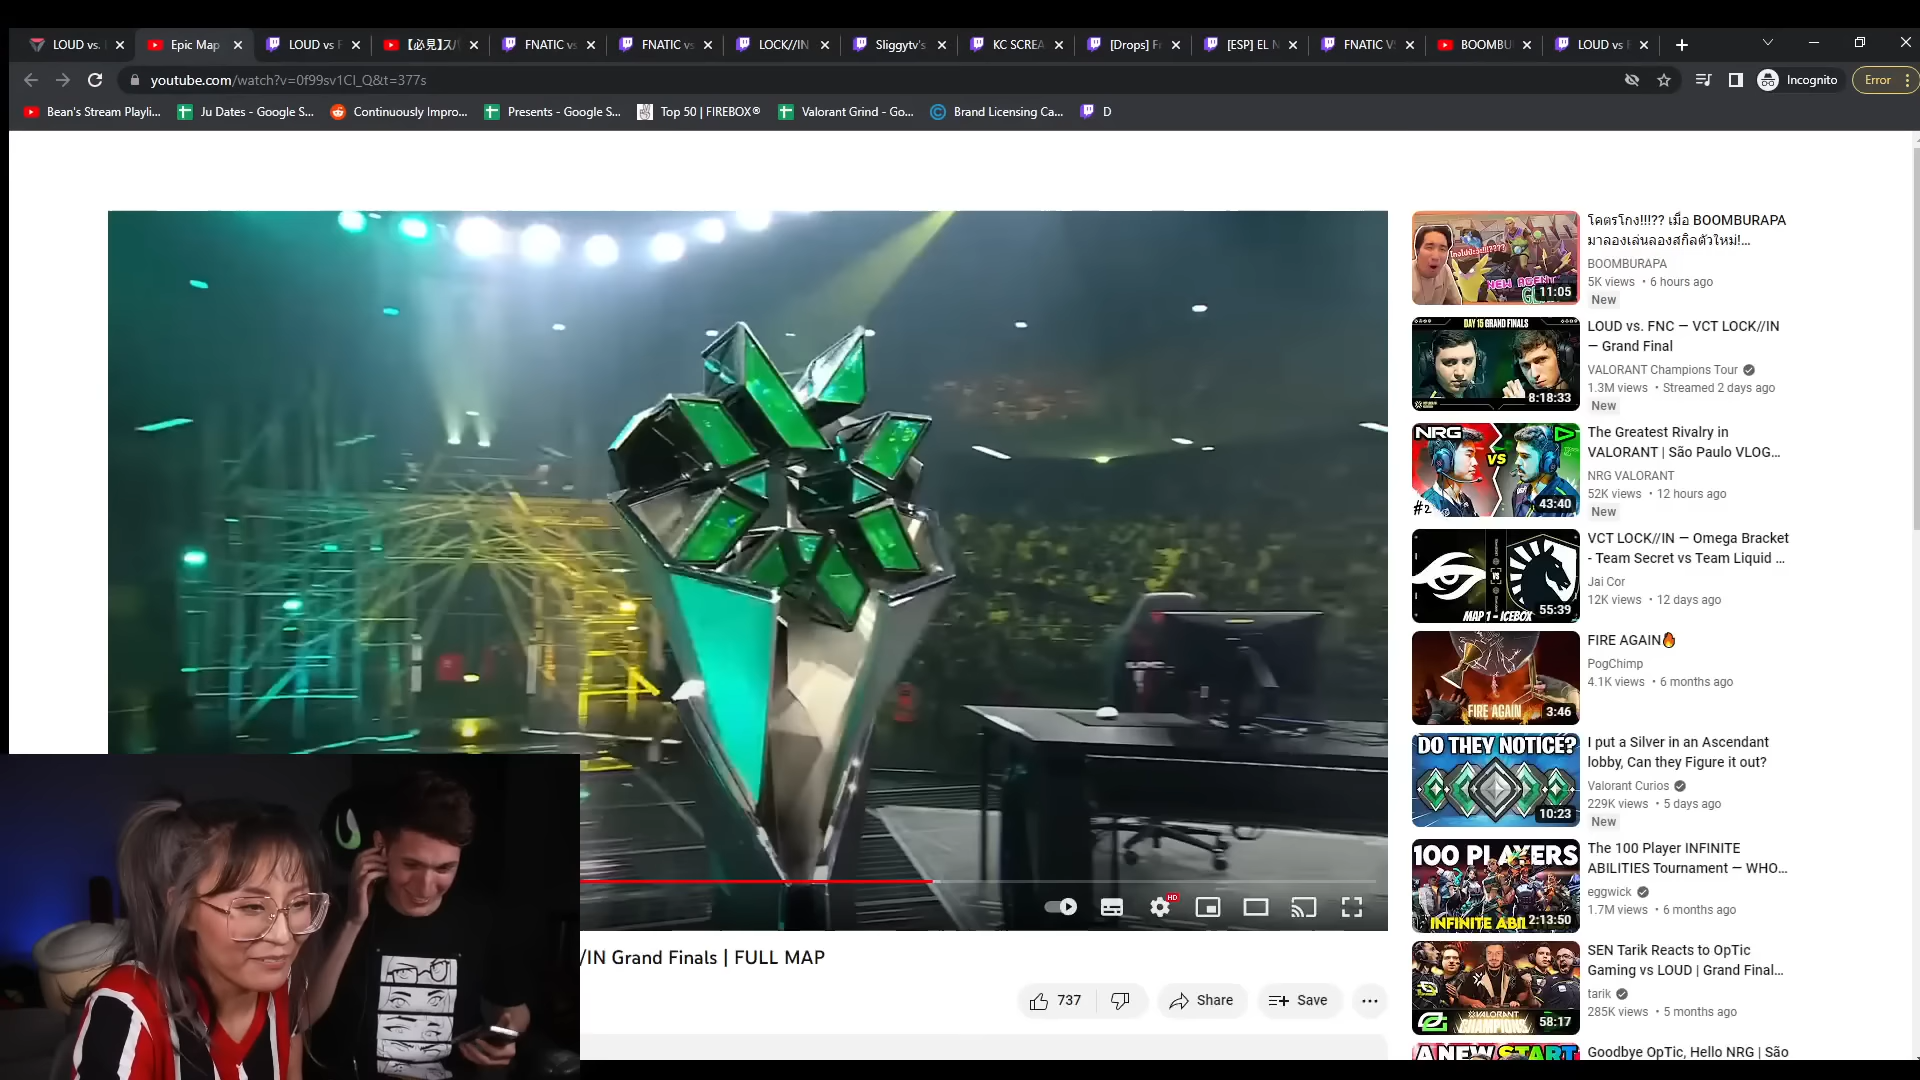 LOUD vs.
Epic Map
LOUD vs F
【必見】ス
FNATIC vs
FNATIC vs
LOCK//IN
Sliggytv's
KC SCREA
[Drops] F
[ESP] EL N
FNATIC V
BOOMBU
LOUD vs F
youtube.com/watch?v=0f99sv1CI_Q&t=377s
Incognito
Error
Bean's Stream Playli...
Ju Dates - Google S...
Continuously Impro...
Presents - Google S...
Top 50 | FIREBOX®
Valorant Grind - Go...
Brand Licensing Ca...
D
HD
/IN Grand Finals | FULL MAP
737
Share
Save
NEW AGENT
11:05
โคตรโกง!!!?? เมื่อ BOOMBURAPA
มาลองเล่นลองสกิลตัวใหม่!...
BOOMBURAPA
5K views • 6 hours ago
New
DAY 15 GRAND FINALS
8:18:33
LOUD vs. FNC — VCT LOCK//IN
— Grand Final
VALORANT Champions Tour
1.3M views • Streamed 2 days ago
New
NRG
VS
#2
43:40
The Greatest Rivalry in
VALORANT | São Paulo VLOG...
NRG VALORANT
52K views • 12 hours ago
New
VS
MAP 1 - ICEBOX
55:39
VCT LOCK//IN — Omega Bracket
- Team Secret vs Team Liquid ...
Jai Cor
12K views • 12 days ago
FIRE AGAIN
3:46
FIRE AGAIN🔥
PogChimp
4.1K views • 6 months ago
DO THEY NOTICE?
10:23
I put a Silver in an Ascendant
lobby, Can they Figure it out?
Valorant Curios
229K views • 5 days ago
New
100 PLAYERS
INFINITE ABIL
2:13:50
The 100 Player INFINITE
ABILITIES Tournament — WHO...
eggwick
1.7M views • 6 months ago
VALORANT
CHAMPIONS
58:17
SEN Tarik Reacts to OpTic
Gaming vs LOUD | Grand Final...
tarik
285K views • 5 months ago
A NEW START
Goodbye OpTic, Hello NRG | São